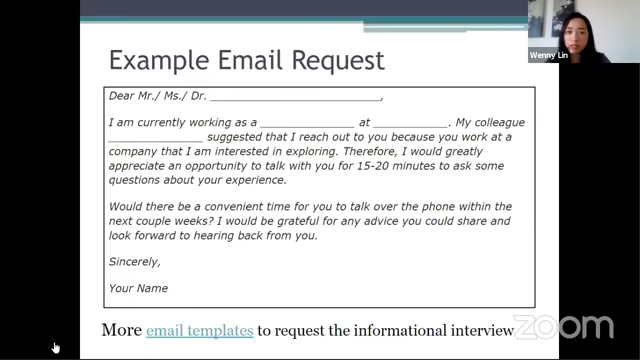 Wenny Lin
Example Email Request
Dear Mr./ Ms./ Dr. __________________________,
I am currently working as a ______________ at ___________. My colleague
______________ suggested that I reach out to you because you work at a
company that I am interested in exploring. Therefore, I would greatly
appreciate an opportunity to talk with you for 15-20 minutes to ask some
questions about your experience.
Would there be a convenient time for you to talk over the phone within the
next couple weeks? I would be grateful for any advice you could share and
look forward to hearing back from you.
Sincerely,
Your Name
More email templates to request the informational interview
zoom